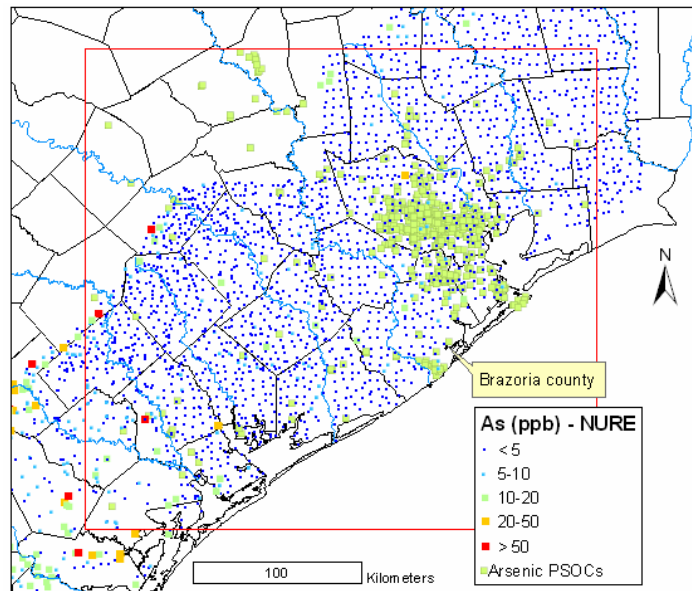 N
Brazoria county
As (ppb) - NURE
< 5
5-10
10-20
20-50
> 50
Arsenic PSOCs
100
Kilometers